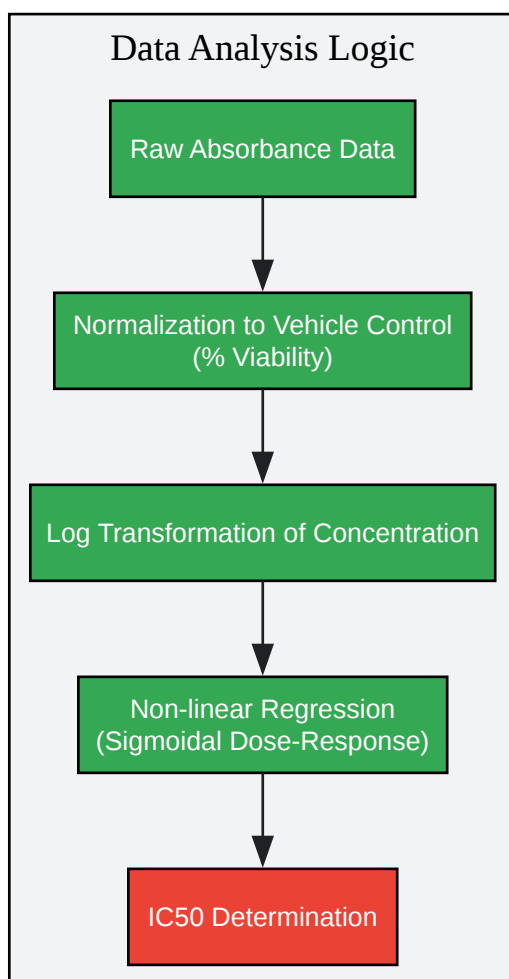 Data Analysis Logic
Raw Absorbance Data
Normalization to Vehicle Control
(% Viability)
Log Transformation of Concentration
Non-linear Regression
(Sigmoidal Dose-Response)
IC50 Determination